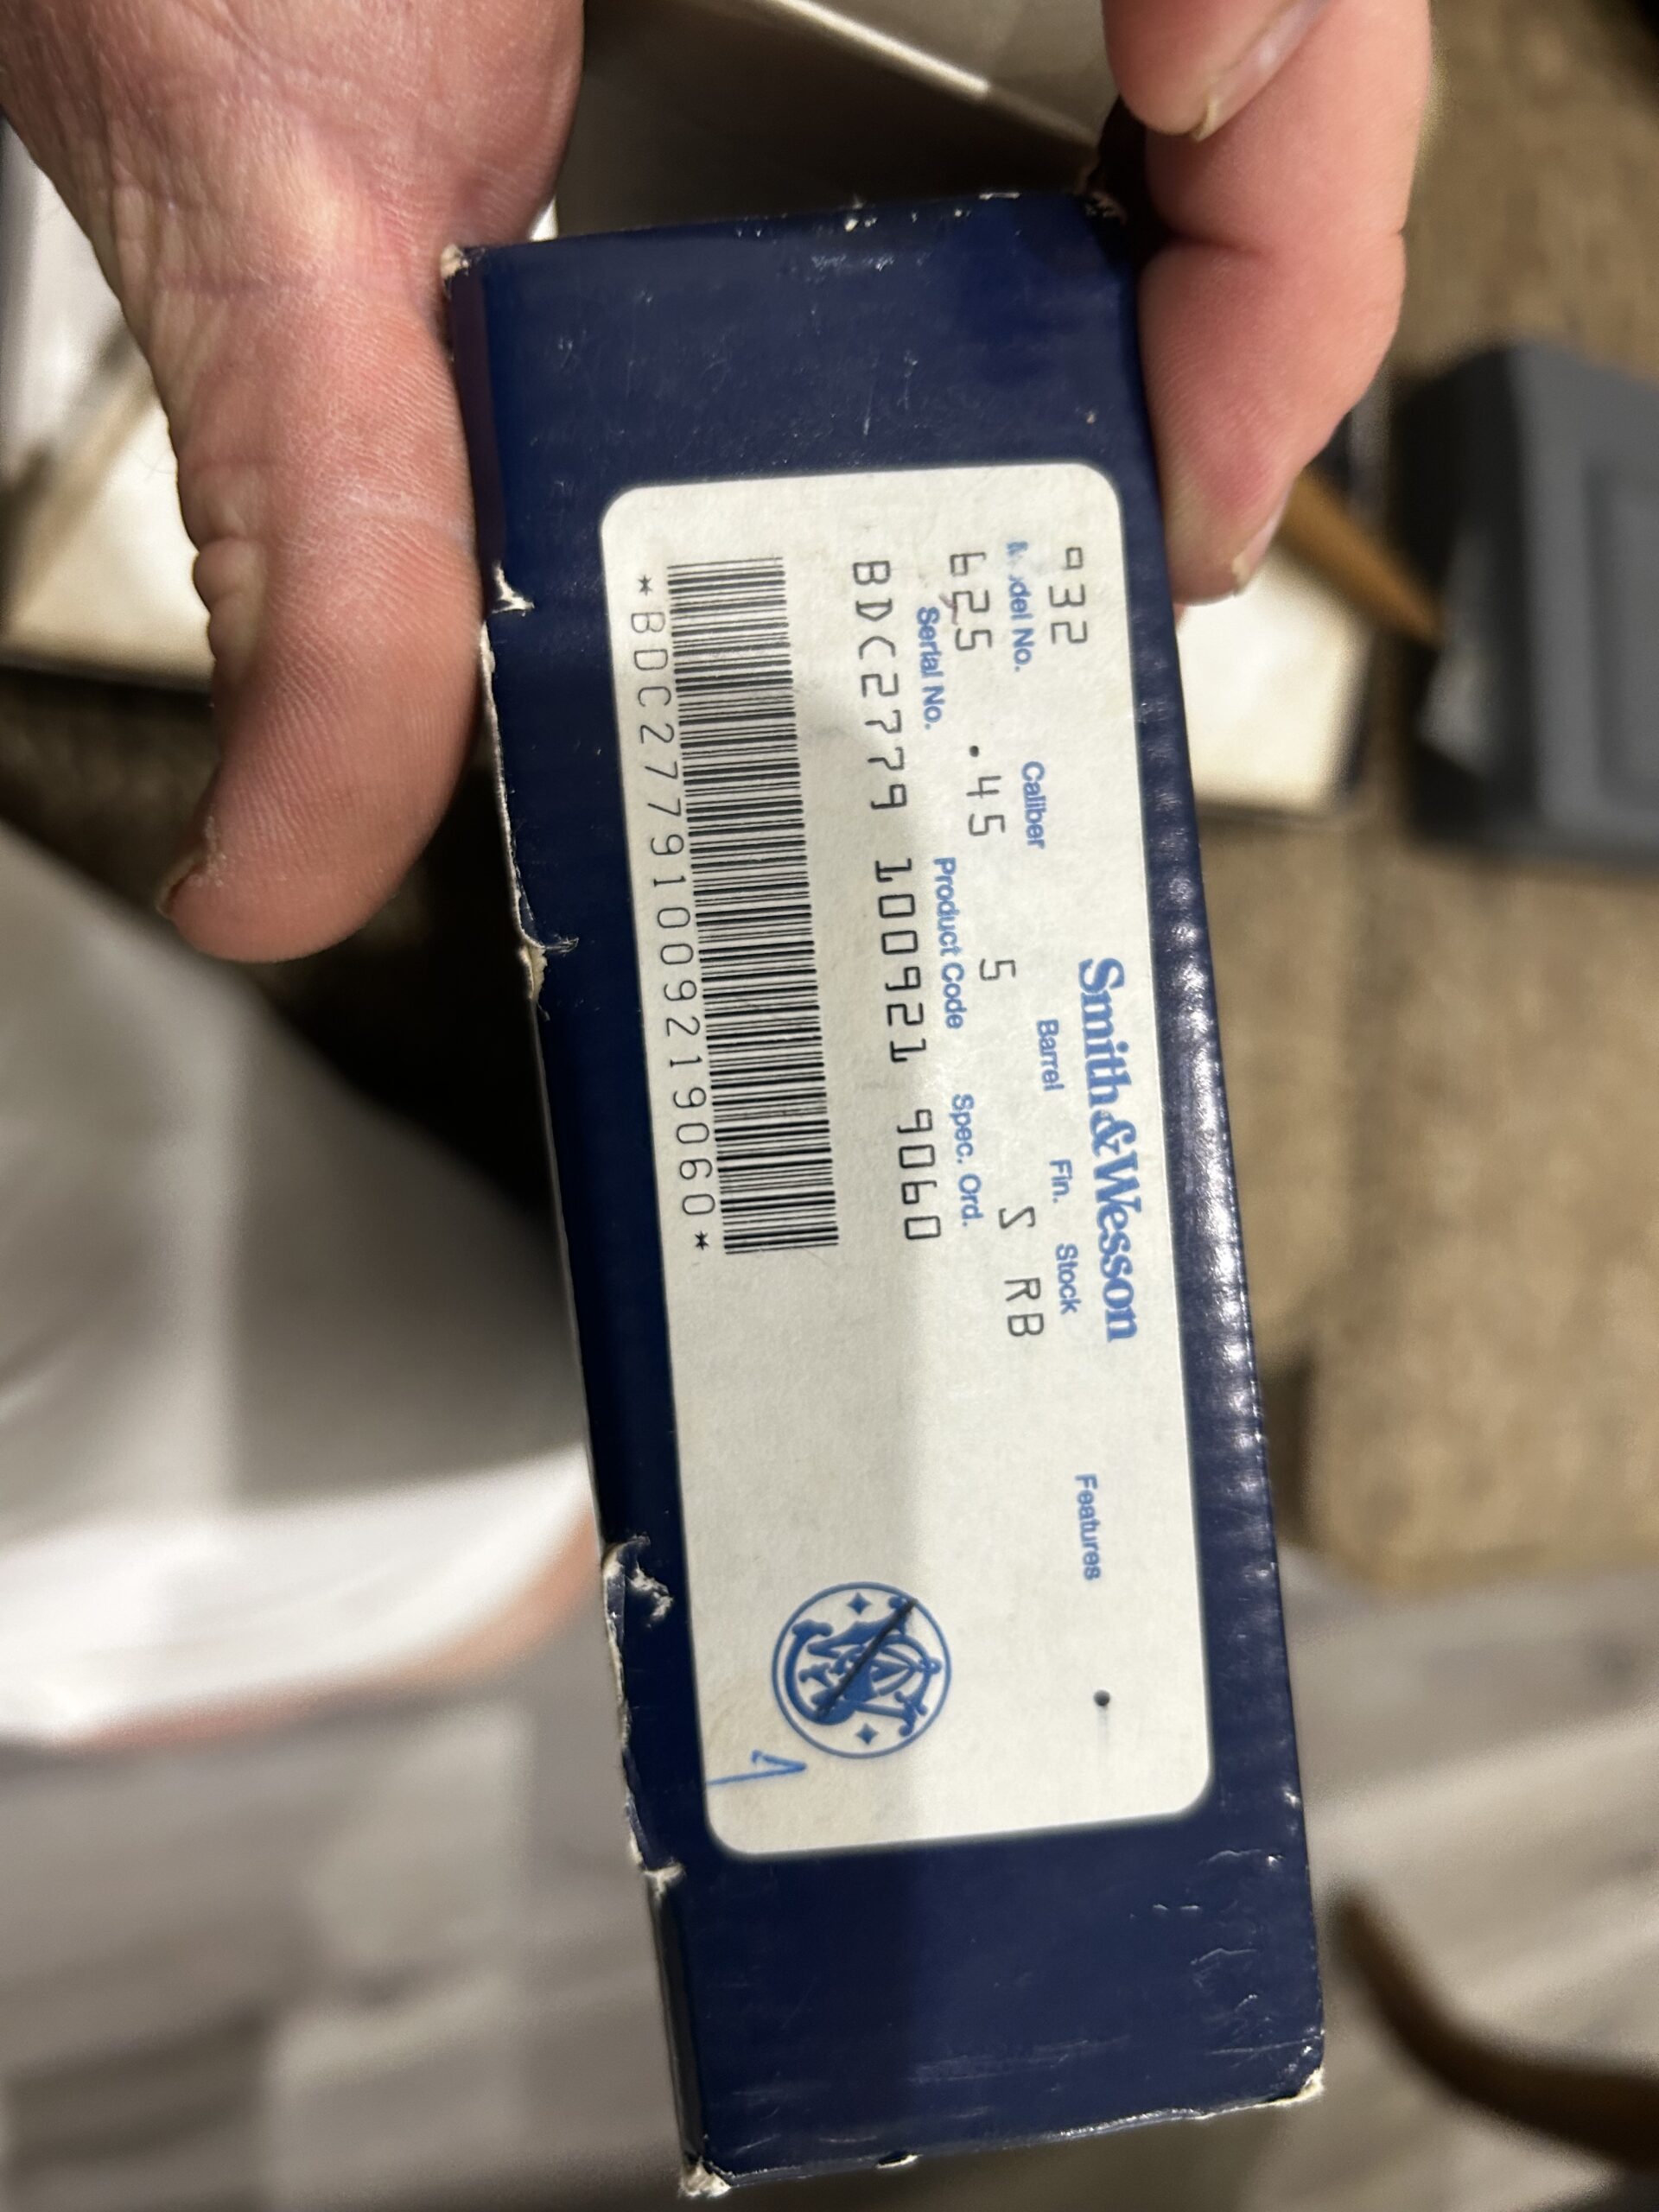 Smith & Wesson
932
Model No. Caliber Barrel Fin. Stock Features
625 .45 5 S RB
Serial No. Product Code Spec. Ord.
BDC2779 100921 9060
*BDC27791009219060*
1